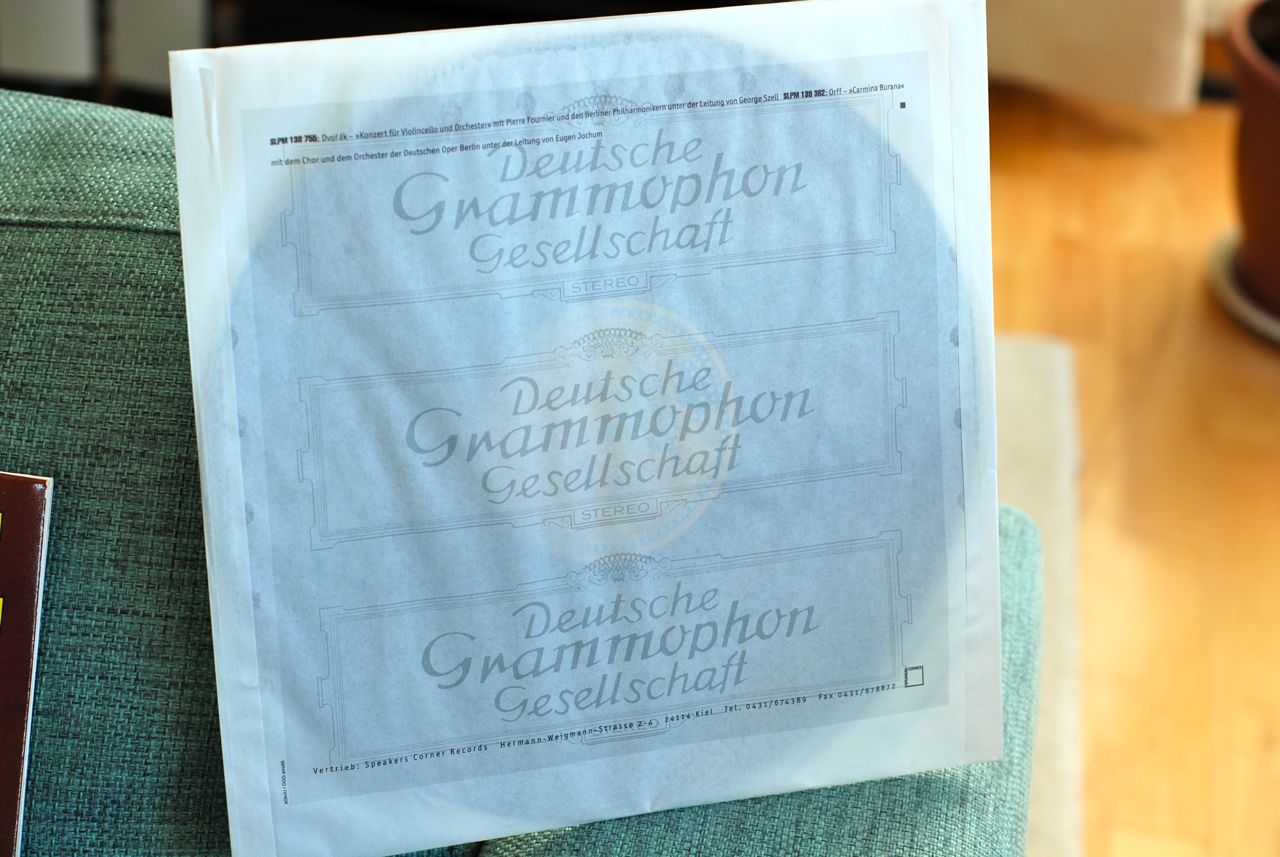 SLPM 138 755: Dvořák – »Konzert für Violincello und Orchester« mit Pierre Fournier und den Berliner Philharmonikern unter der Leitung von George Szell SLPM 139 362: Orff – »Carmina Burana«
mit dem Chor und dem Orchester der Deutschen Oper Berlin unter der Leitung von Eugen Jochum
Deutsche
Grammophon
Gesellschaft
STEREO
Deutsche
Grammophon
Gesellschaft
STEREO
Deutsche
Grammophon
Gesellschaft
Vertrieb: Speakers Corner Records Hermann-Weigmann-Strasse 2-4 24114 Kiel Tel. 0431/674389 Fax 0431/678872